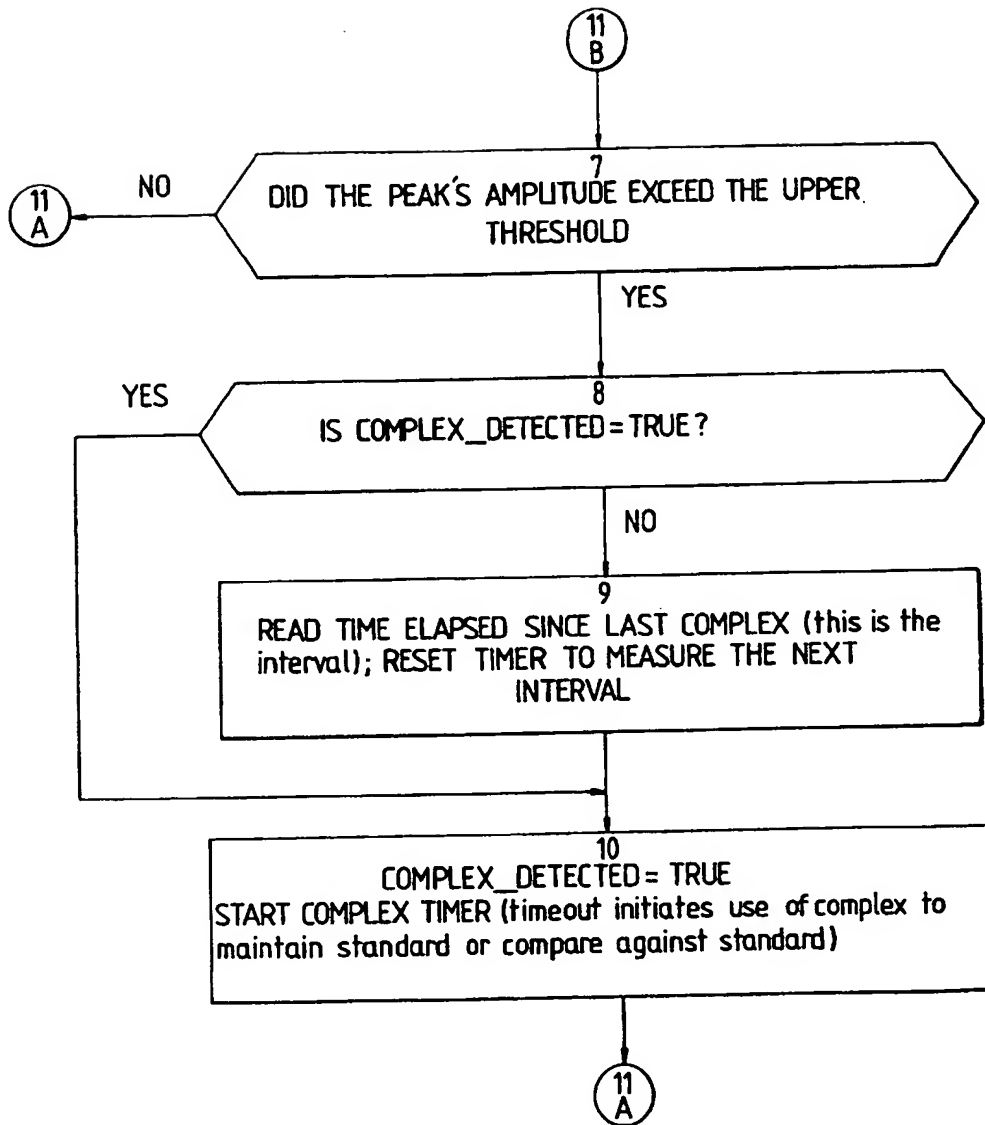 11
B
7
NO
DID THE PEAK'S AMPLITUDE EXCEED THE UPPER
THRESHOLD
11
A
YES
8
YES
IS COMPLEX_DETECTED=TRUE?
NO
9
READ TIME ELAPSED SINCE LAST COMPLEX (this is the
interval); RESET TIMER TO MEASURE THE NEXT
INTERVAL
10
COMPLEX_DETECTED= TRUE
START COMPLEX TIMER (timeout initiates use of complex to
maintain standard or compare against standard)
11
A